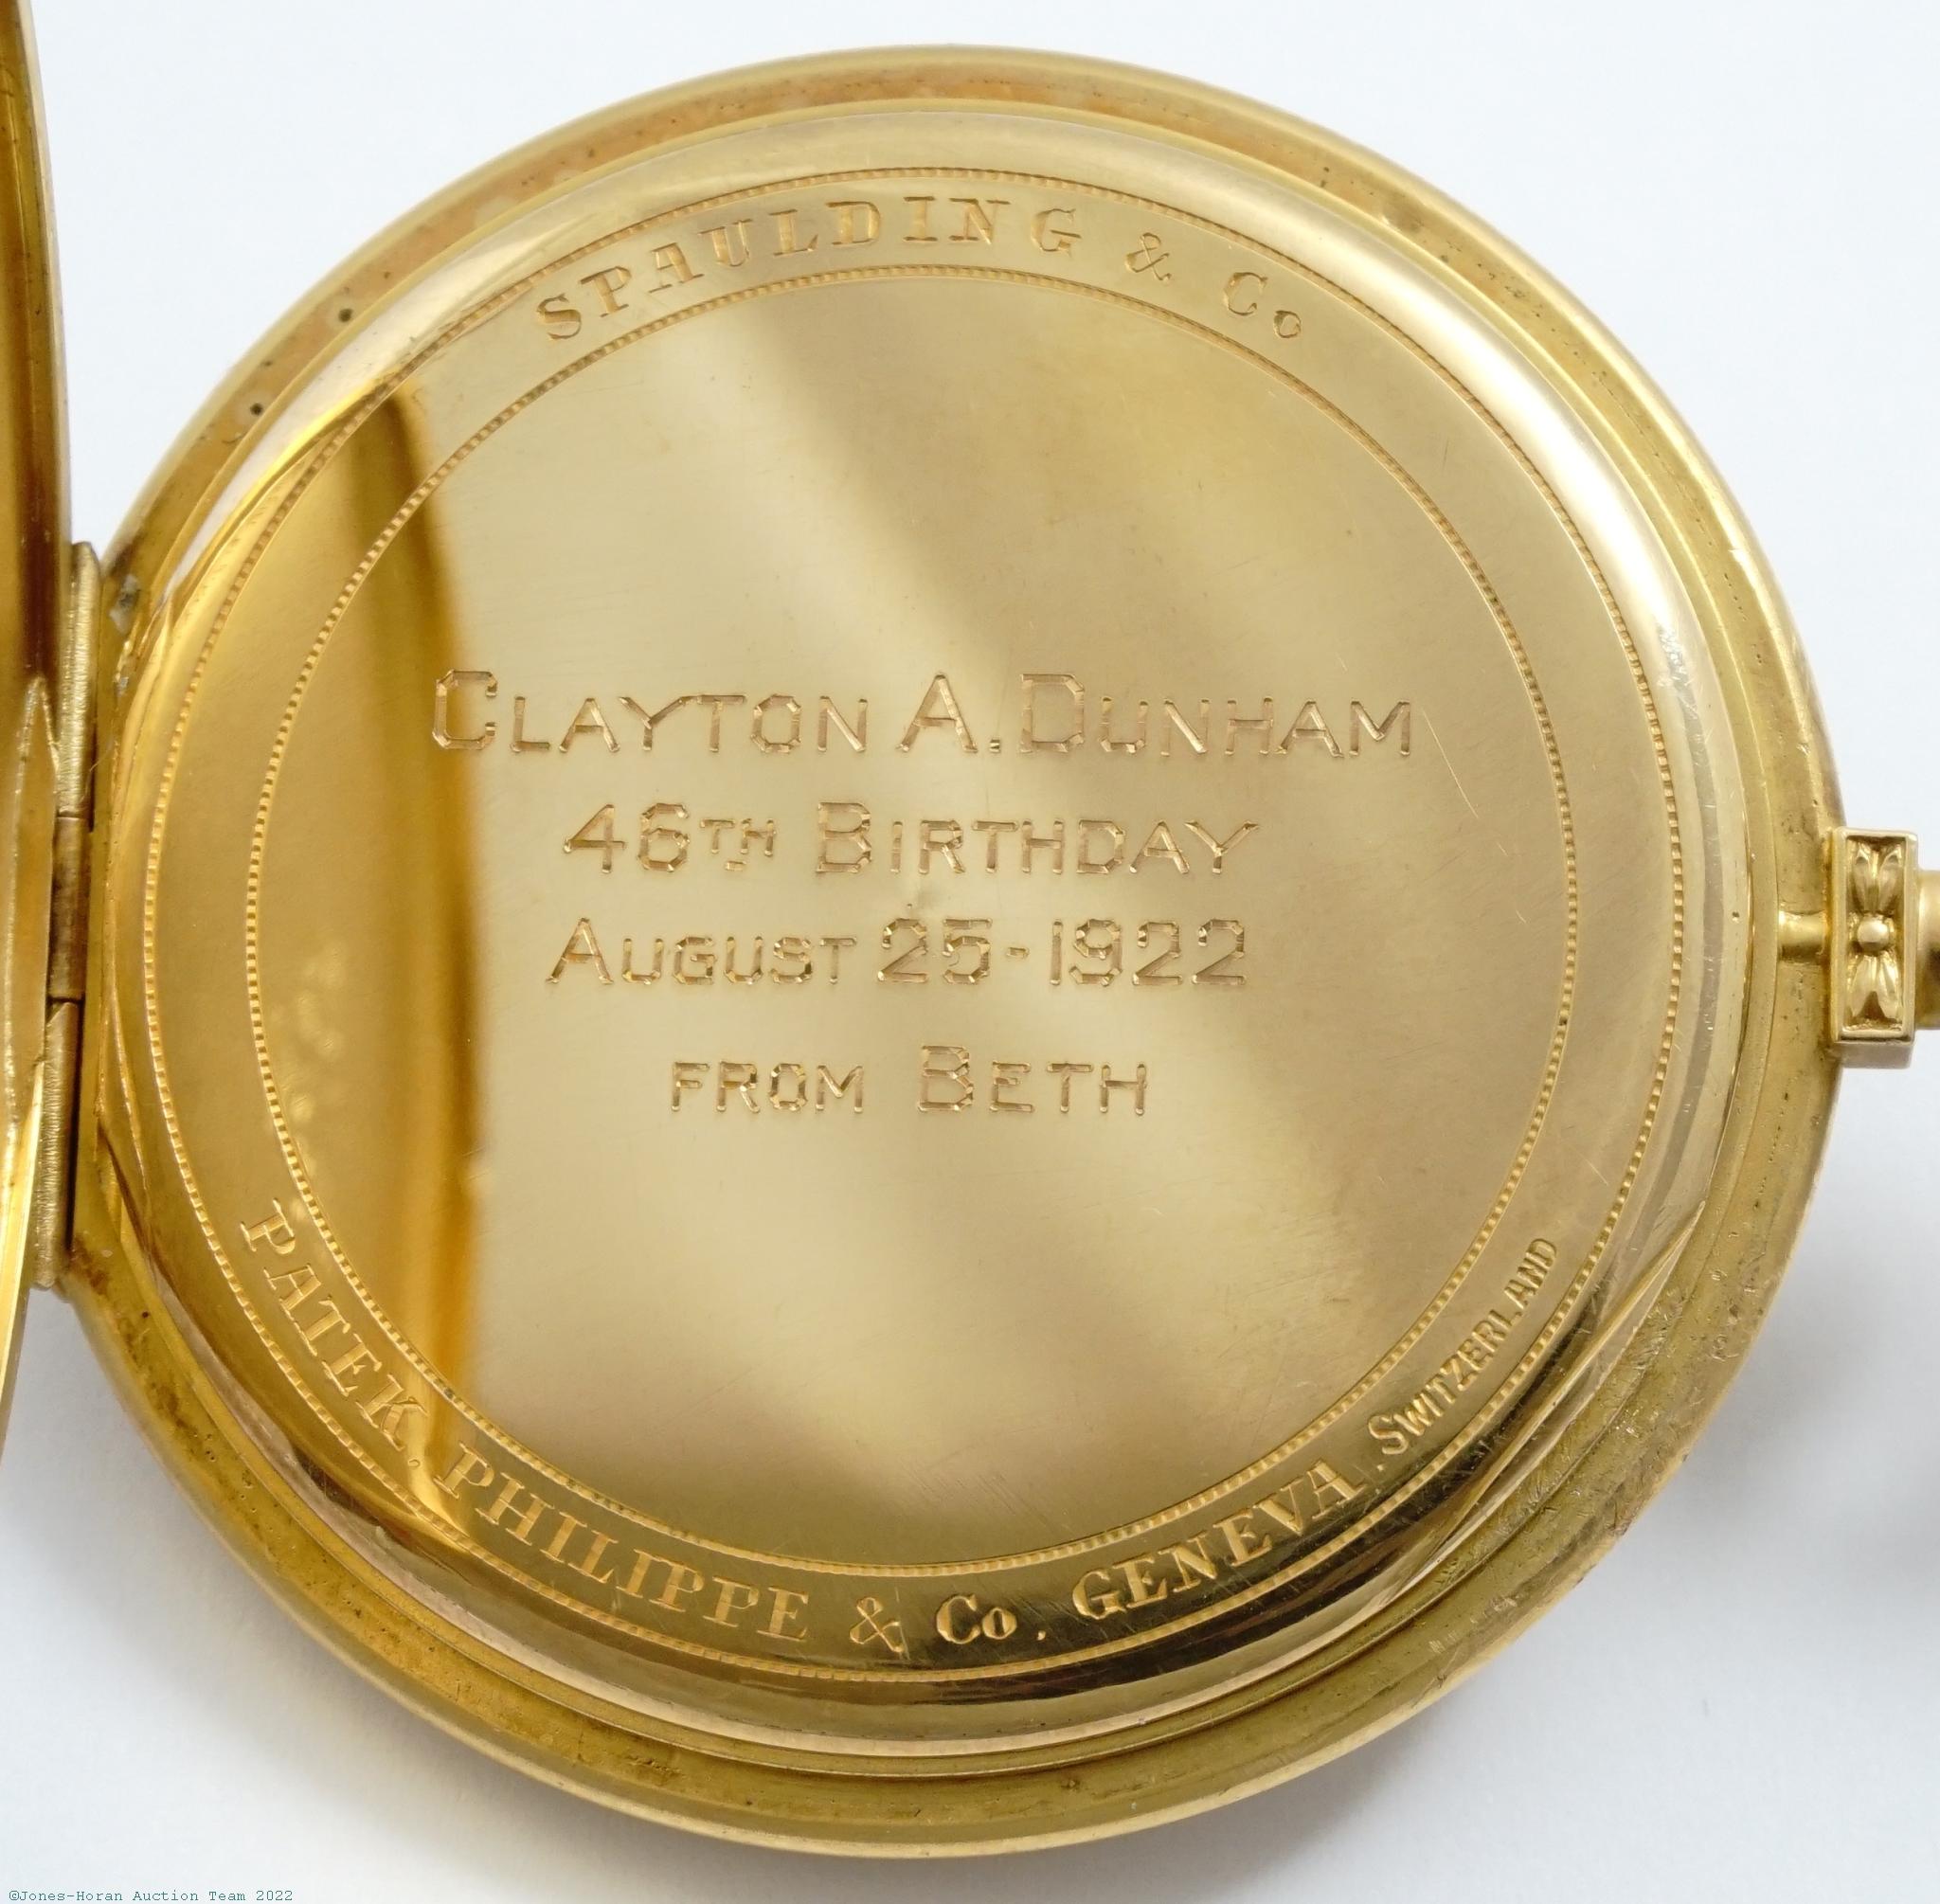 SPAULDING & Co
CLAYTON A. DUNHAM
46TH BIRTHDAY
AUGUST 25-1922
FROM BETH
PATEK, PHILIPPE & Co. GENEVA. SWITZERLAND
©Jones-Horan Auction Team 2022